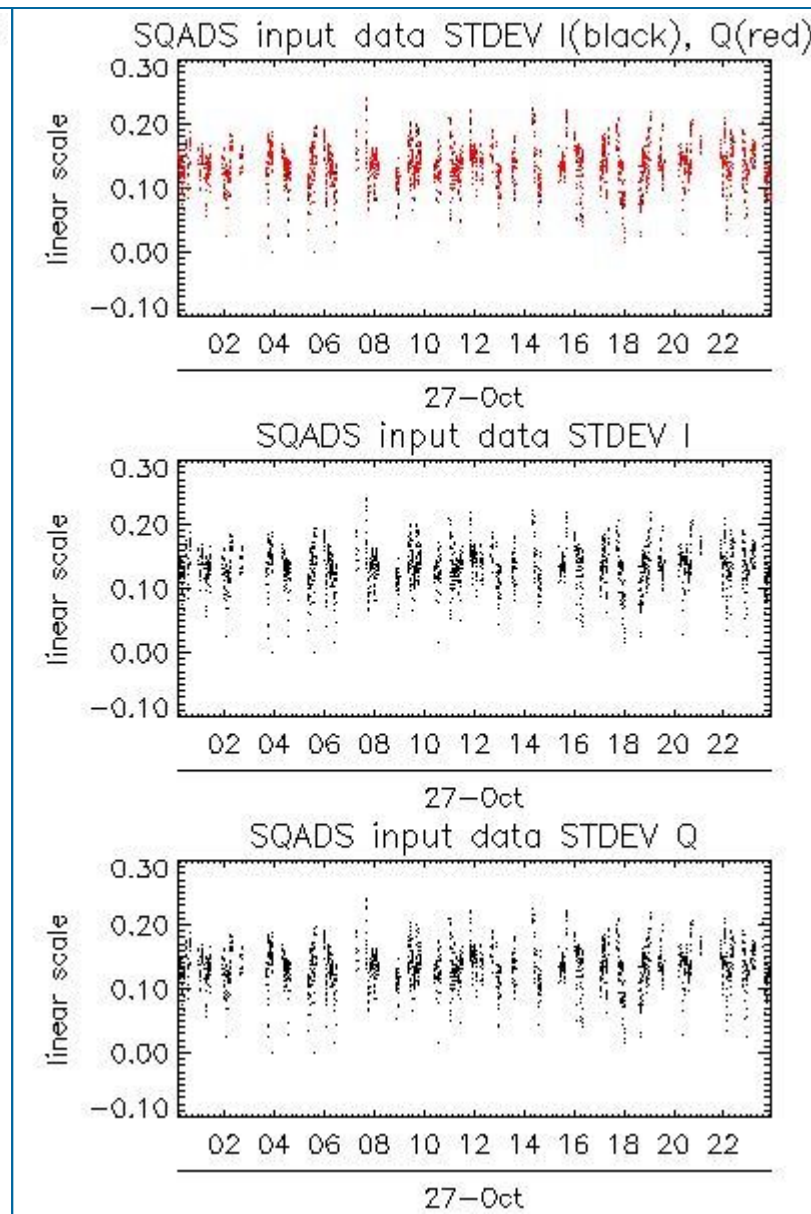 SQADS input data STDEV I(black), Q(red)
0.30
0.20
0.10
0.00
−0.10
linear scale
02 04 06 08 10 12 14 16 18 20 22
27−Oct
SQADS input data STDEV I
0.30
0.20
0.10
0.00
−0.10
linear scale
02 04 06 08 10 12 14 16 18 20 22
27−Oct
SQADS input data STDEV Q
0.30
0.20
0.10
0.00
−0.10
linear scale
02 04 06 08 10 12 14 16 18 20 22
27−Oct